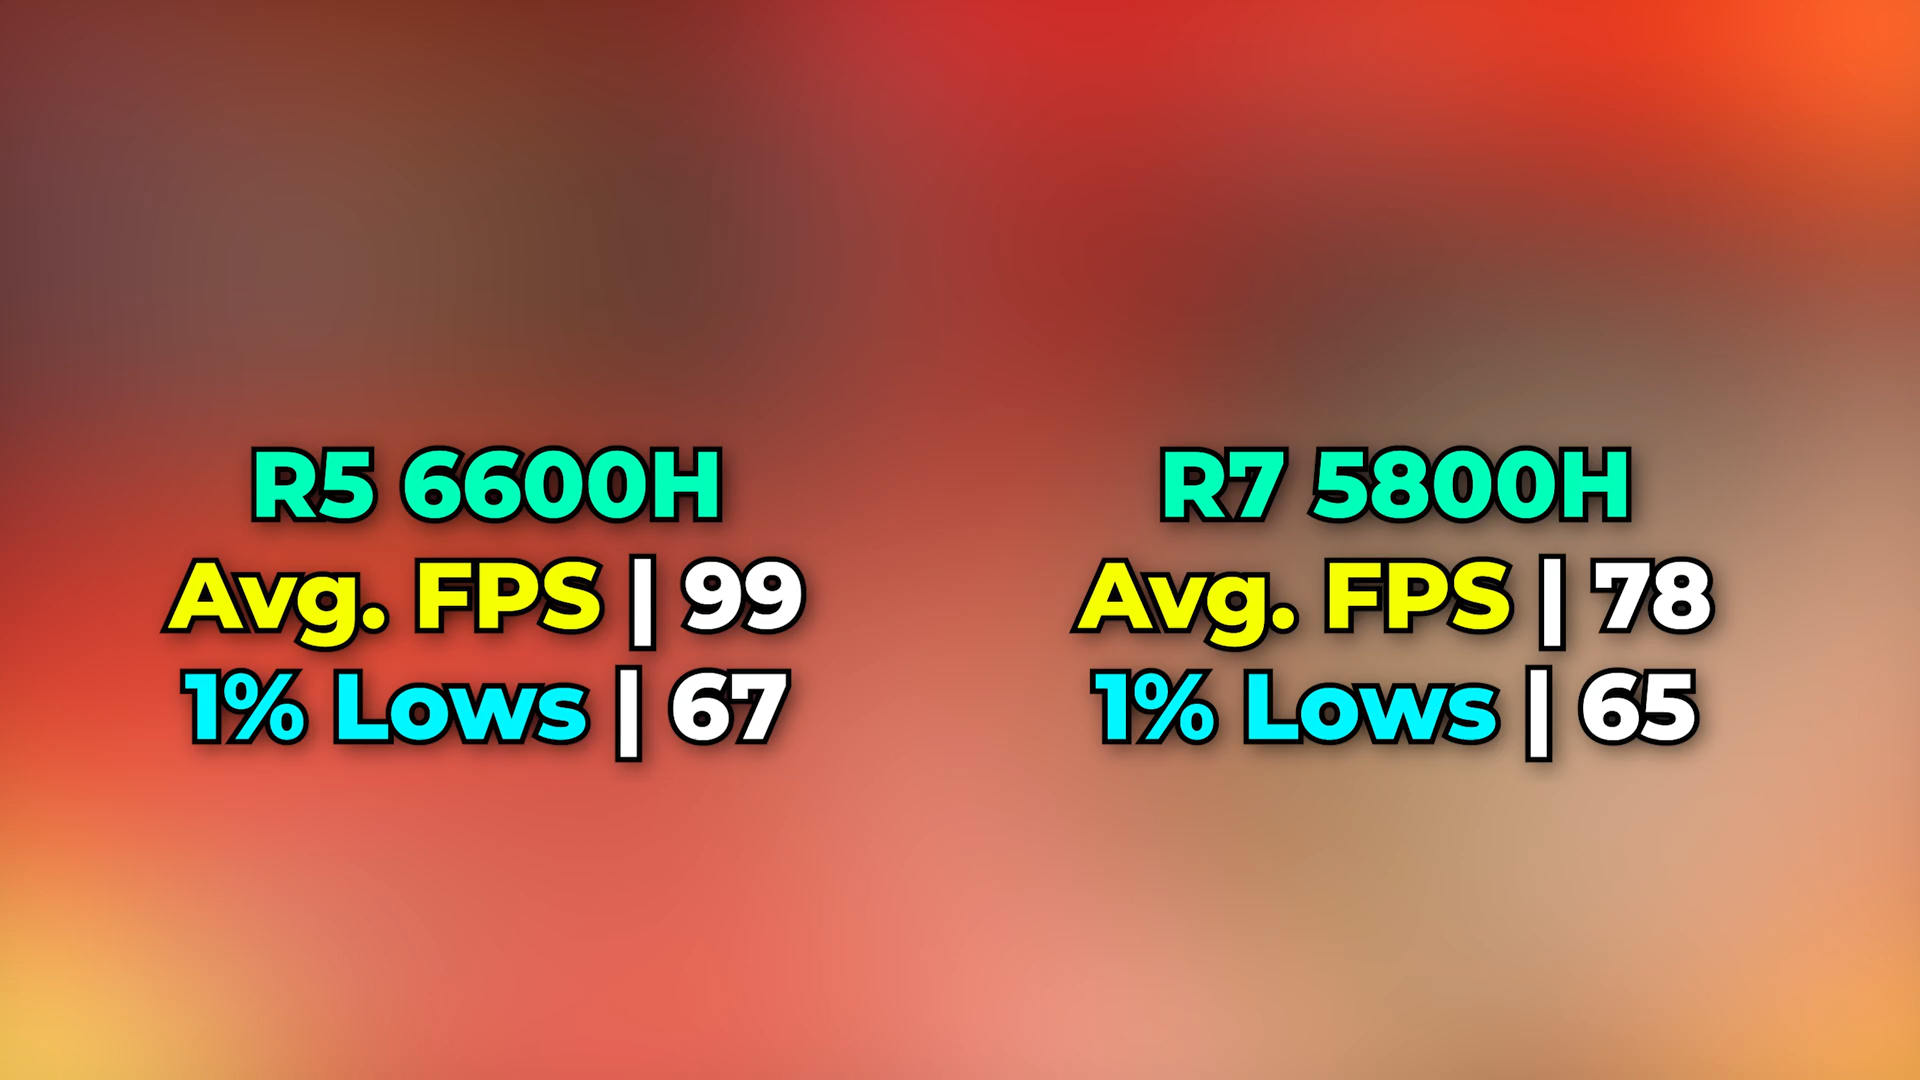 R5 6600H
Avg. FPS | 99
1% Lows | 67
R7 5800H
Avg. FPS | 78
1% Lows | 65